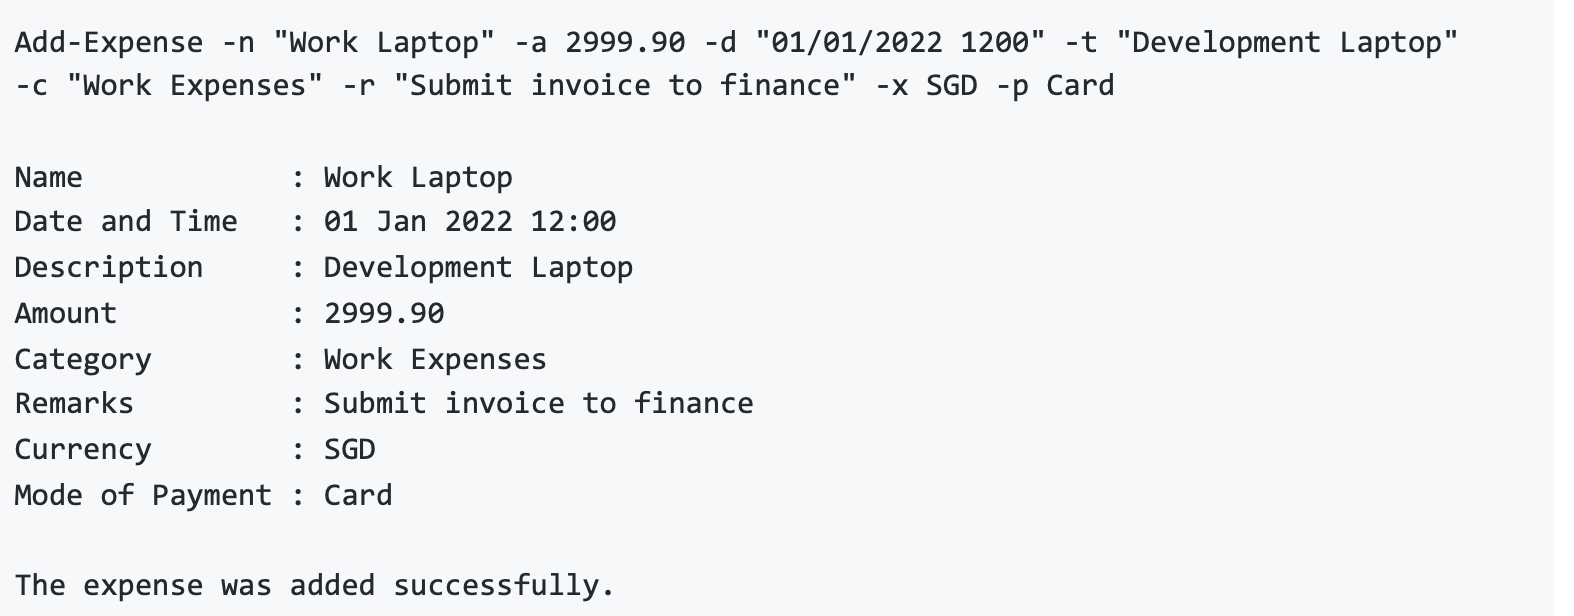 Add-Expense -n "Work Laptop" -a 2999.90 -d "01/01/2022 1200" -t "Development Laptop"
-c "Work Expenses" -r "Submit invoice to finance" -x SGD -p Card
Name : Work Laptop
Date and Time : 01 Jan 2022 12:00
Description : Development Laptop
Amount : 2999.90
Category : Work Expenses
Remarks : Submit invoice to finance
Currency : SGD
Mode of Payment : Card
The expense was added successfully.